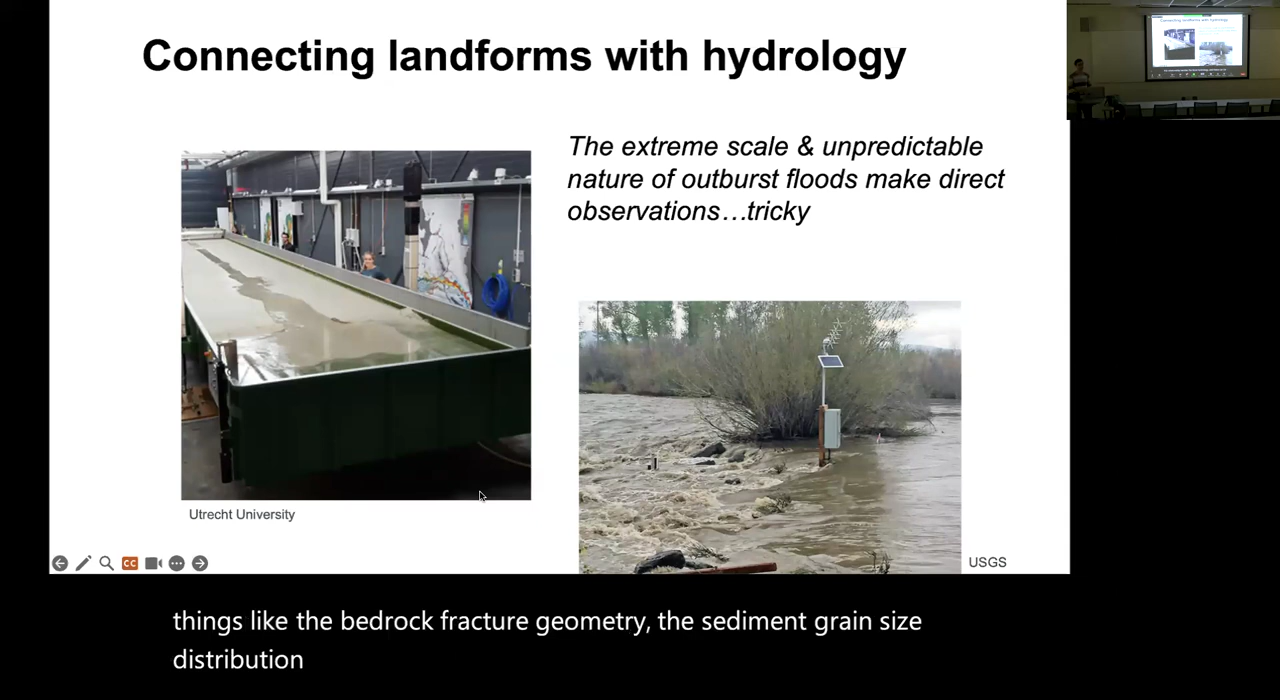 Connecting landforms with hydrology
The extreme scale & unpredictable
nature of outburst floods make direct
observations…tricky
Utrecht University
USGS
CC
things like the bedrock fracture geometry, the sediment grain size
distribution